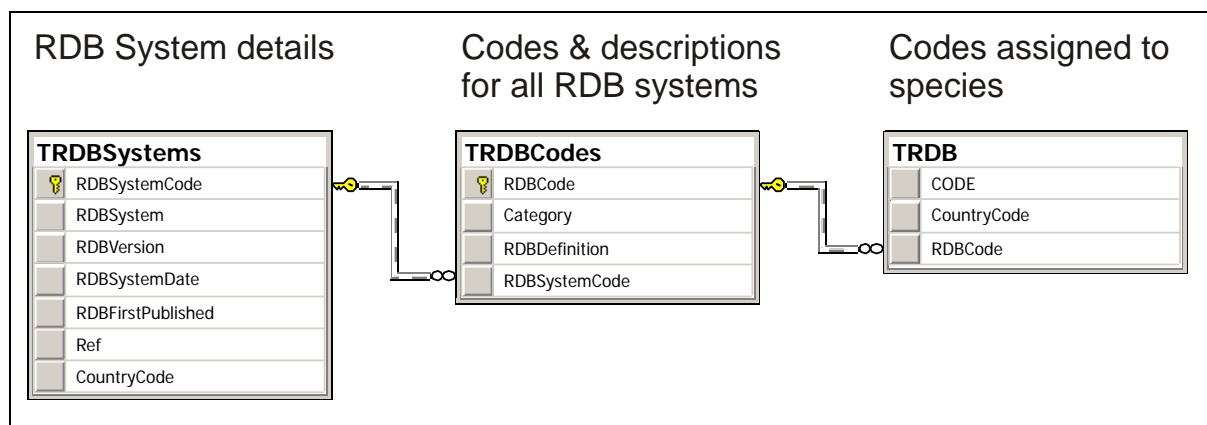 RDB System details
Codes & descriptions
for all RDB systems
Codes assigned to
species
TRDBSystems
RDBSystemCode
RDBSystem
RDBVersion
RDBSystemDate
RDBFirstPublished
Ref
CountryCode
TRDBCodes
RDBCode
Category
RDBDefinition
RDBSystemCode
TRDB
CODE
CountryCode
RDBCode